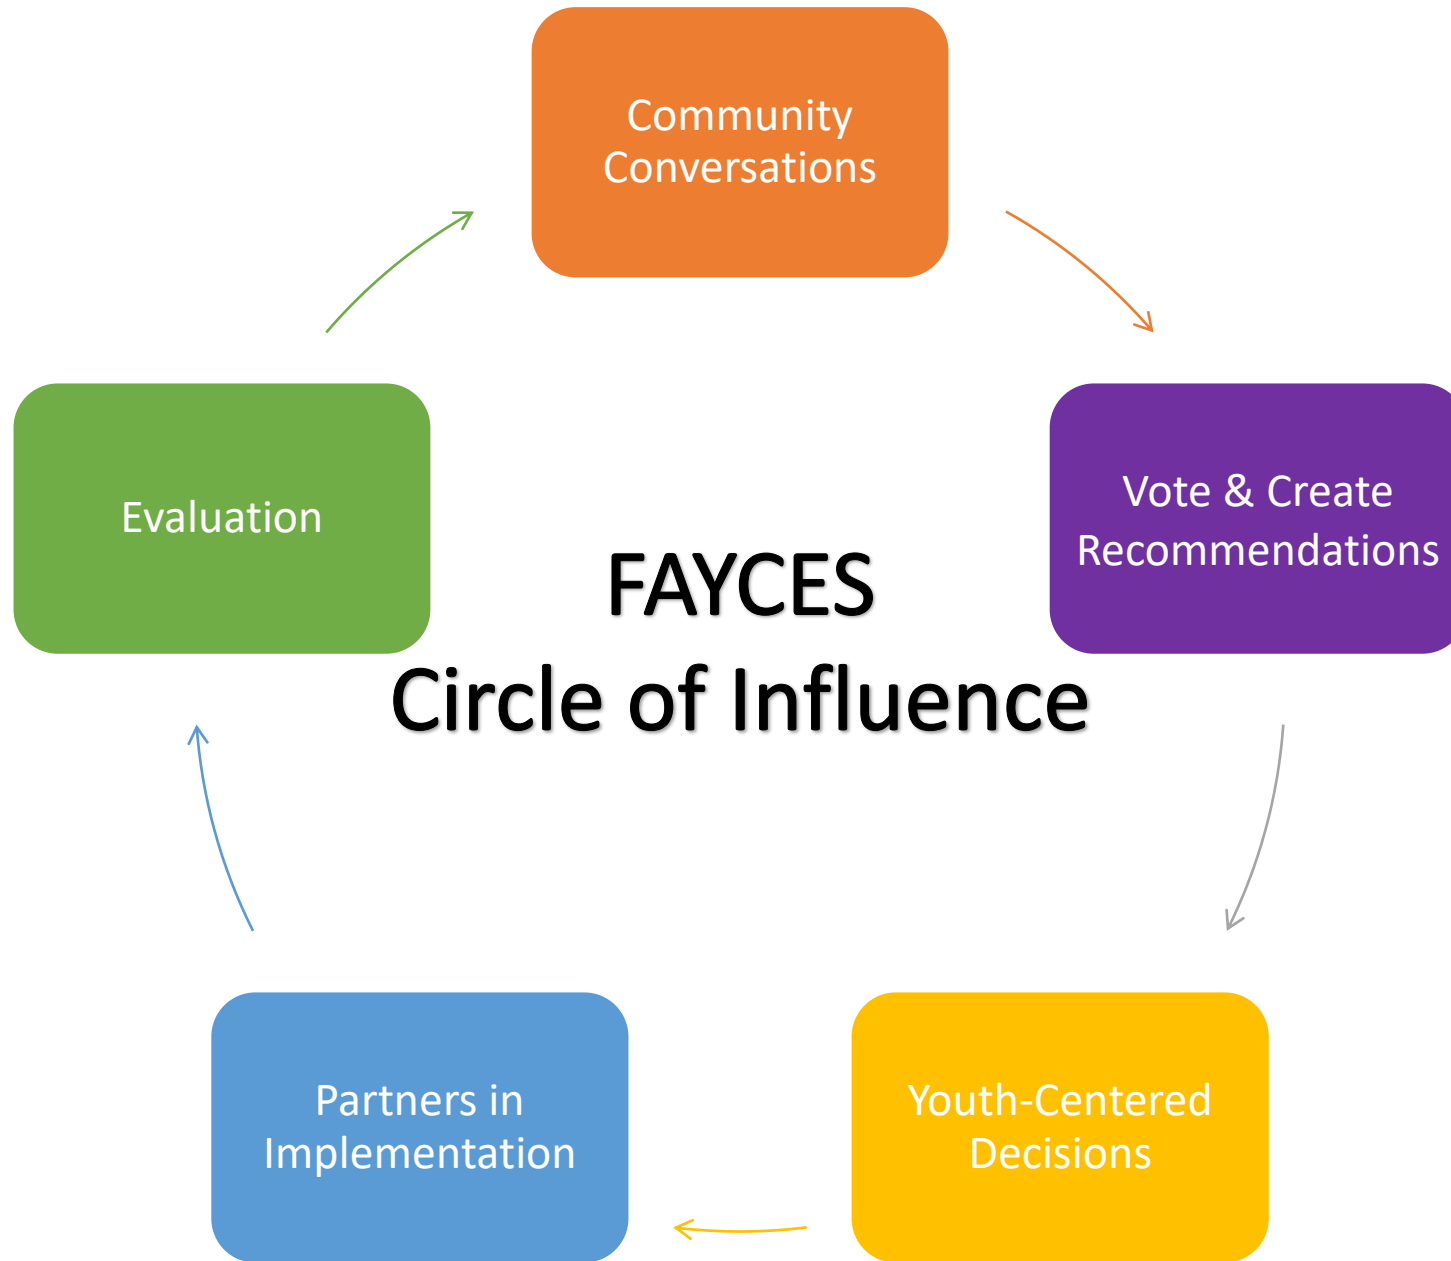 Community
Conversations
Vote & Create
Recommendations
Youth-Centered
Decisions
Partners in
Implementation
Evaluation
FAYCES
Circle of Influence